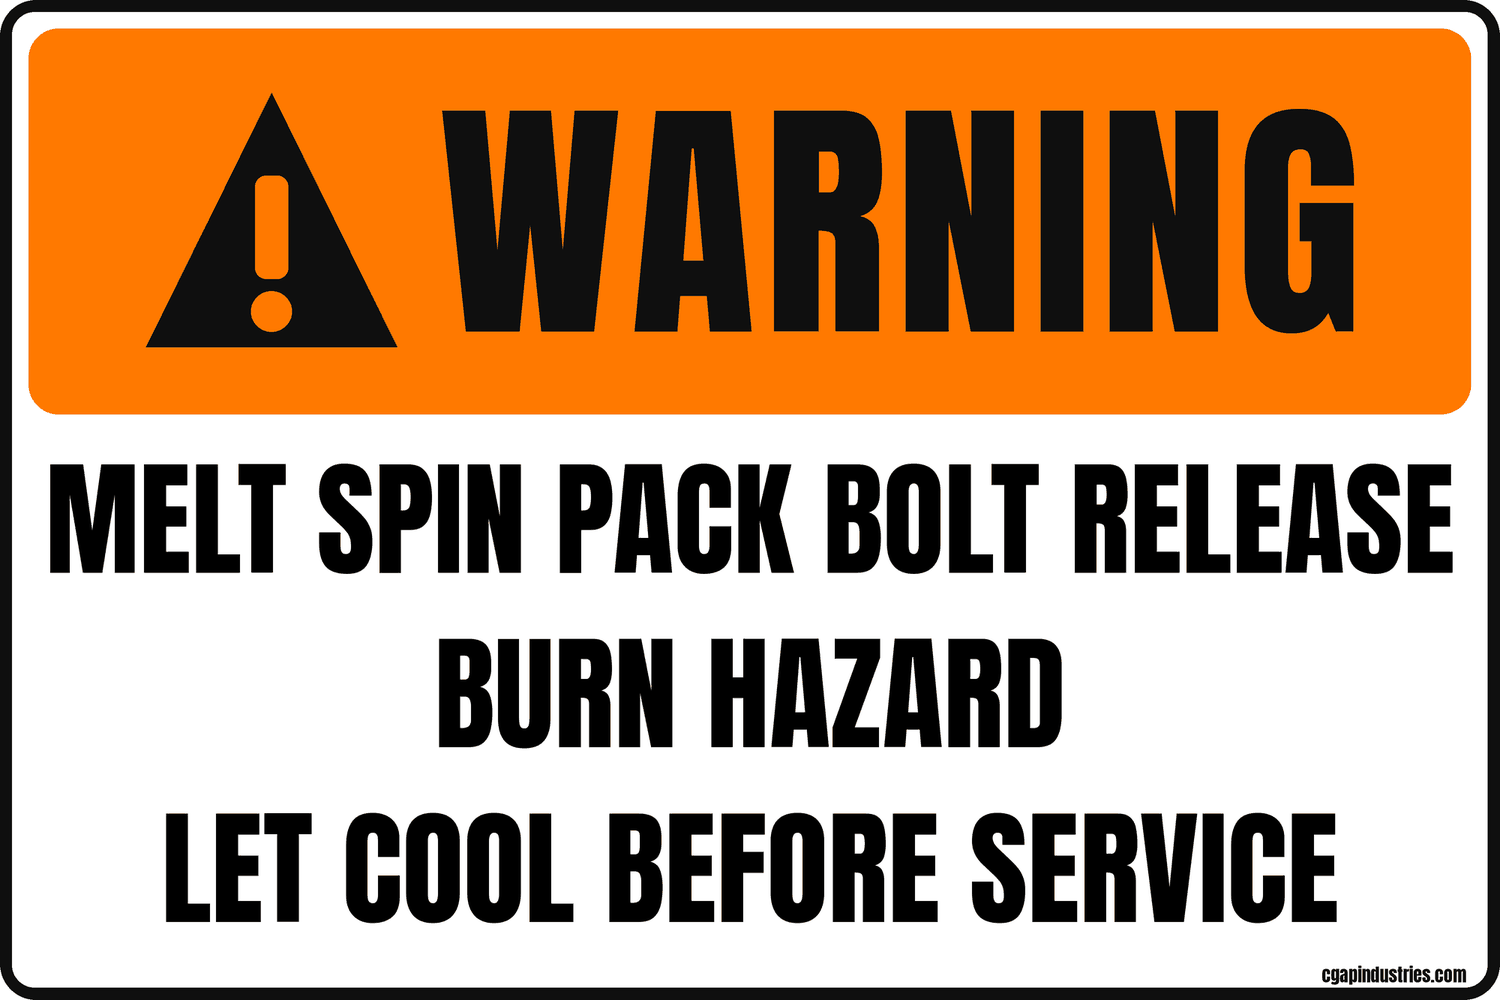 WARNING
MELT SPIN PACK BOLT RELEASE
BURN HAZARD
LET COOL BEFORE SERVICE
cgapindustries.com